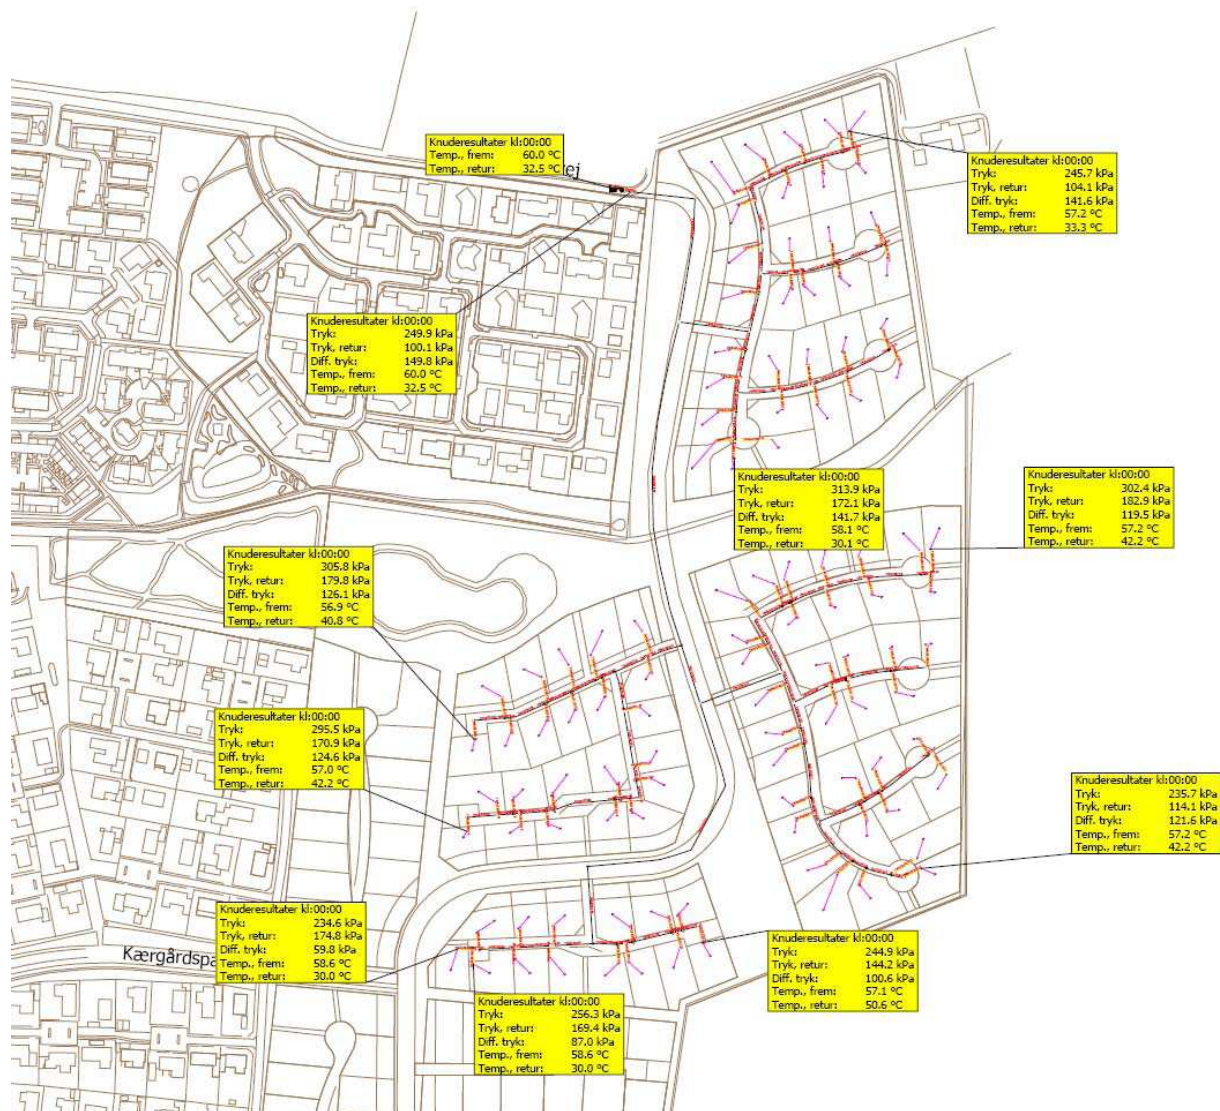 Knuderesultater kl:00:00
Temp., frem: 60.0 °C
Temp., retur: 32.5 °C
ej
Knuderesultater kl:00:00
Tryk: 245.7 kPa
Tryk, retur: 104.1 kPa
Diff. tryk: 141.6 kPa
Temp., frem: 57.2 °C
Temp., retur: 33.3 °C
Knuderesultater kl:00:00
Tryk: 249.9 kPa
Tryk, retur: 100.1 kPa
Diff. tryk: 149.8 kPa
Temp., frem: 60.0 °C
Temp., retur: 32.5 °C
Knuderesultater kl:00:00
Tryk: 313.9 kPa
Tryk, retur: 172.1 kPa
Diff. tryk: 141.7 kPa
Temp., frem: 58.1 °C
Temp., retur: 30.1 °C
Knuderesultater kl:00:00
Tryk: 302.4 kPa
Tryk, retur: 182.9 kPa
Diff. tryk: 119.5 kPa
Temp., frem: 57.2 °C
Temp., retur: 42.2 °C
Knuderesultater kl:00:00
Tryk: 305.8 kPa
Tryk, retur: 179.8 kPa
Diff. tryk: 126.1 kPa
Temp., frem: 56.9 °C
Temp., retur: 40.8 °C
Knuderesultater kl:00:00
Tryk: 295.5 kPa
Tryk, retur: 170.9 kPa
Diff. tryk: 124.6 kPa
Temp., frem: 57.0 °C
Temp., retur: 42.2 °C
Knuderesultater kl:00:00
Tryk: 235.7 kPa
Tryk, retur: 114.1 kPa
Diff. tryk: 121.6 kPa
Temp., frem: 57.2 °C
Temp., retur: 42.2 °C
Knuderesultater kl:00:00
Tryk: 234.6 kPa
Tryk, retur: 174.8 kPa
Diff. tryk: 59.8 kPa
Temp., frem: 58.6 °C
Temp., retur: 30.0 °C
Kærgårdspa
Knuderesultater kl:00:00
Tryk: 244.9 kPa
Tryk, retur: 144.2 kPa
Diff. tryk: 100.6 kPa
Temp., frem: 57.1 °C
Temp., retur: 50.6 °C
Knuderesultater kl:00:00
Tryk: 256.3 kPa
Tryk, retur: 169.4 kPa
Diff. tryk: 87.0 kPa
Temp., frem: 58.6 °C
Temp., retur: 30.0 °C